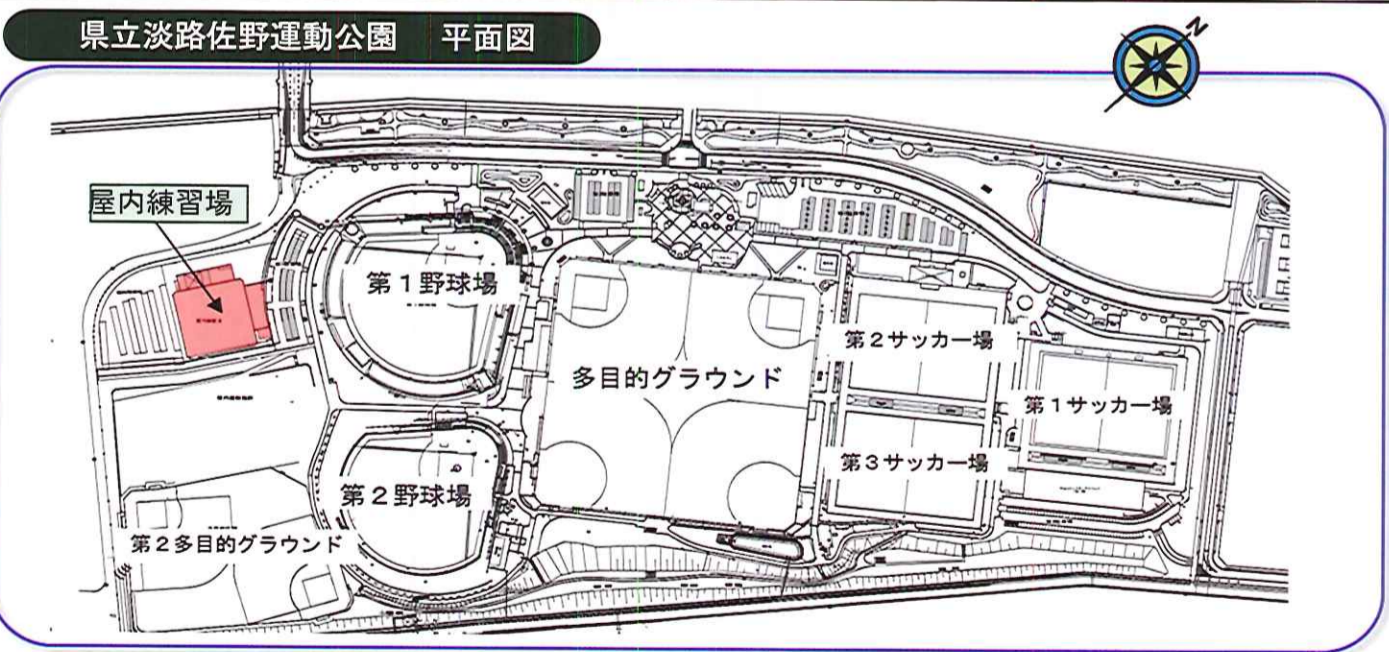 県立淡路佐野運動公園 平面図
N
屋内練習場
第1野球場
第2サッカー場
多目的グラウンド
第1サッカー場
第3サッカー場
第2野球場
第2多目的グラウンド